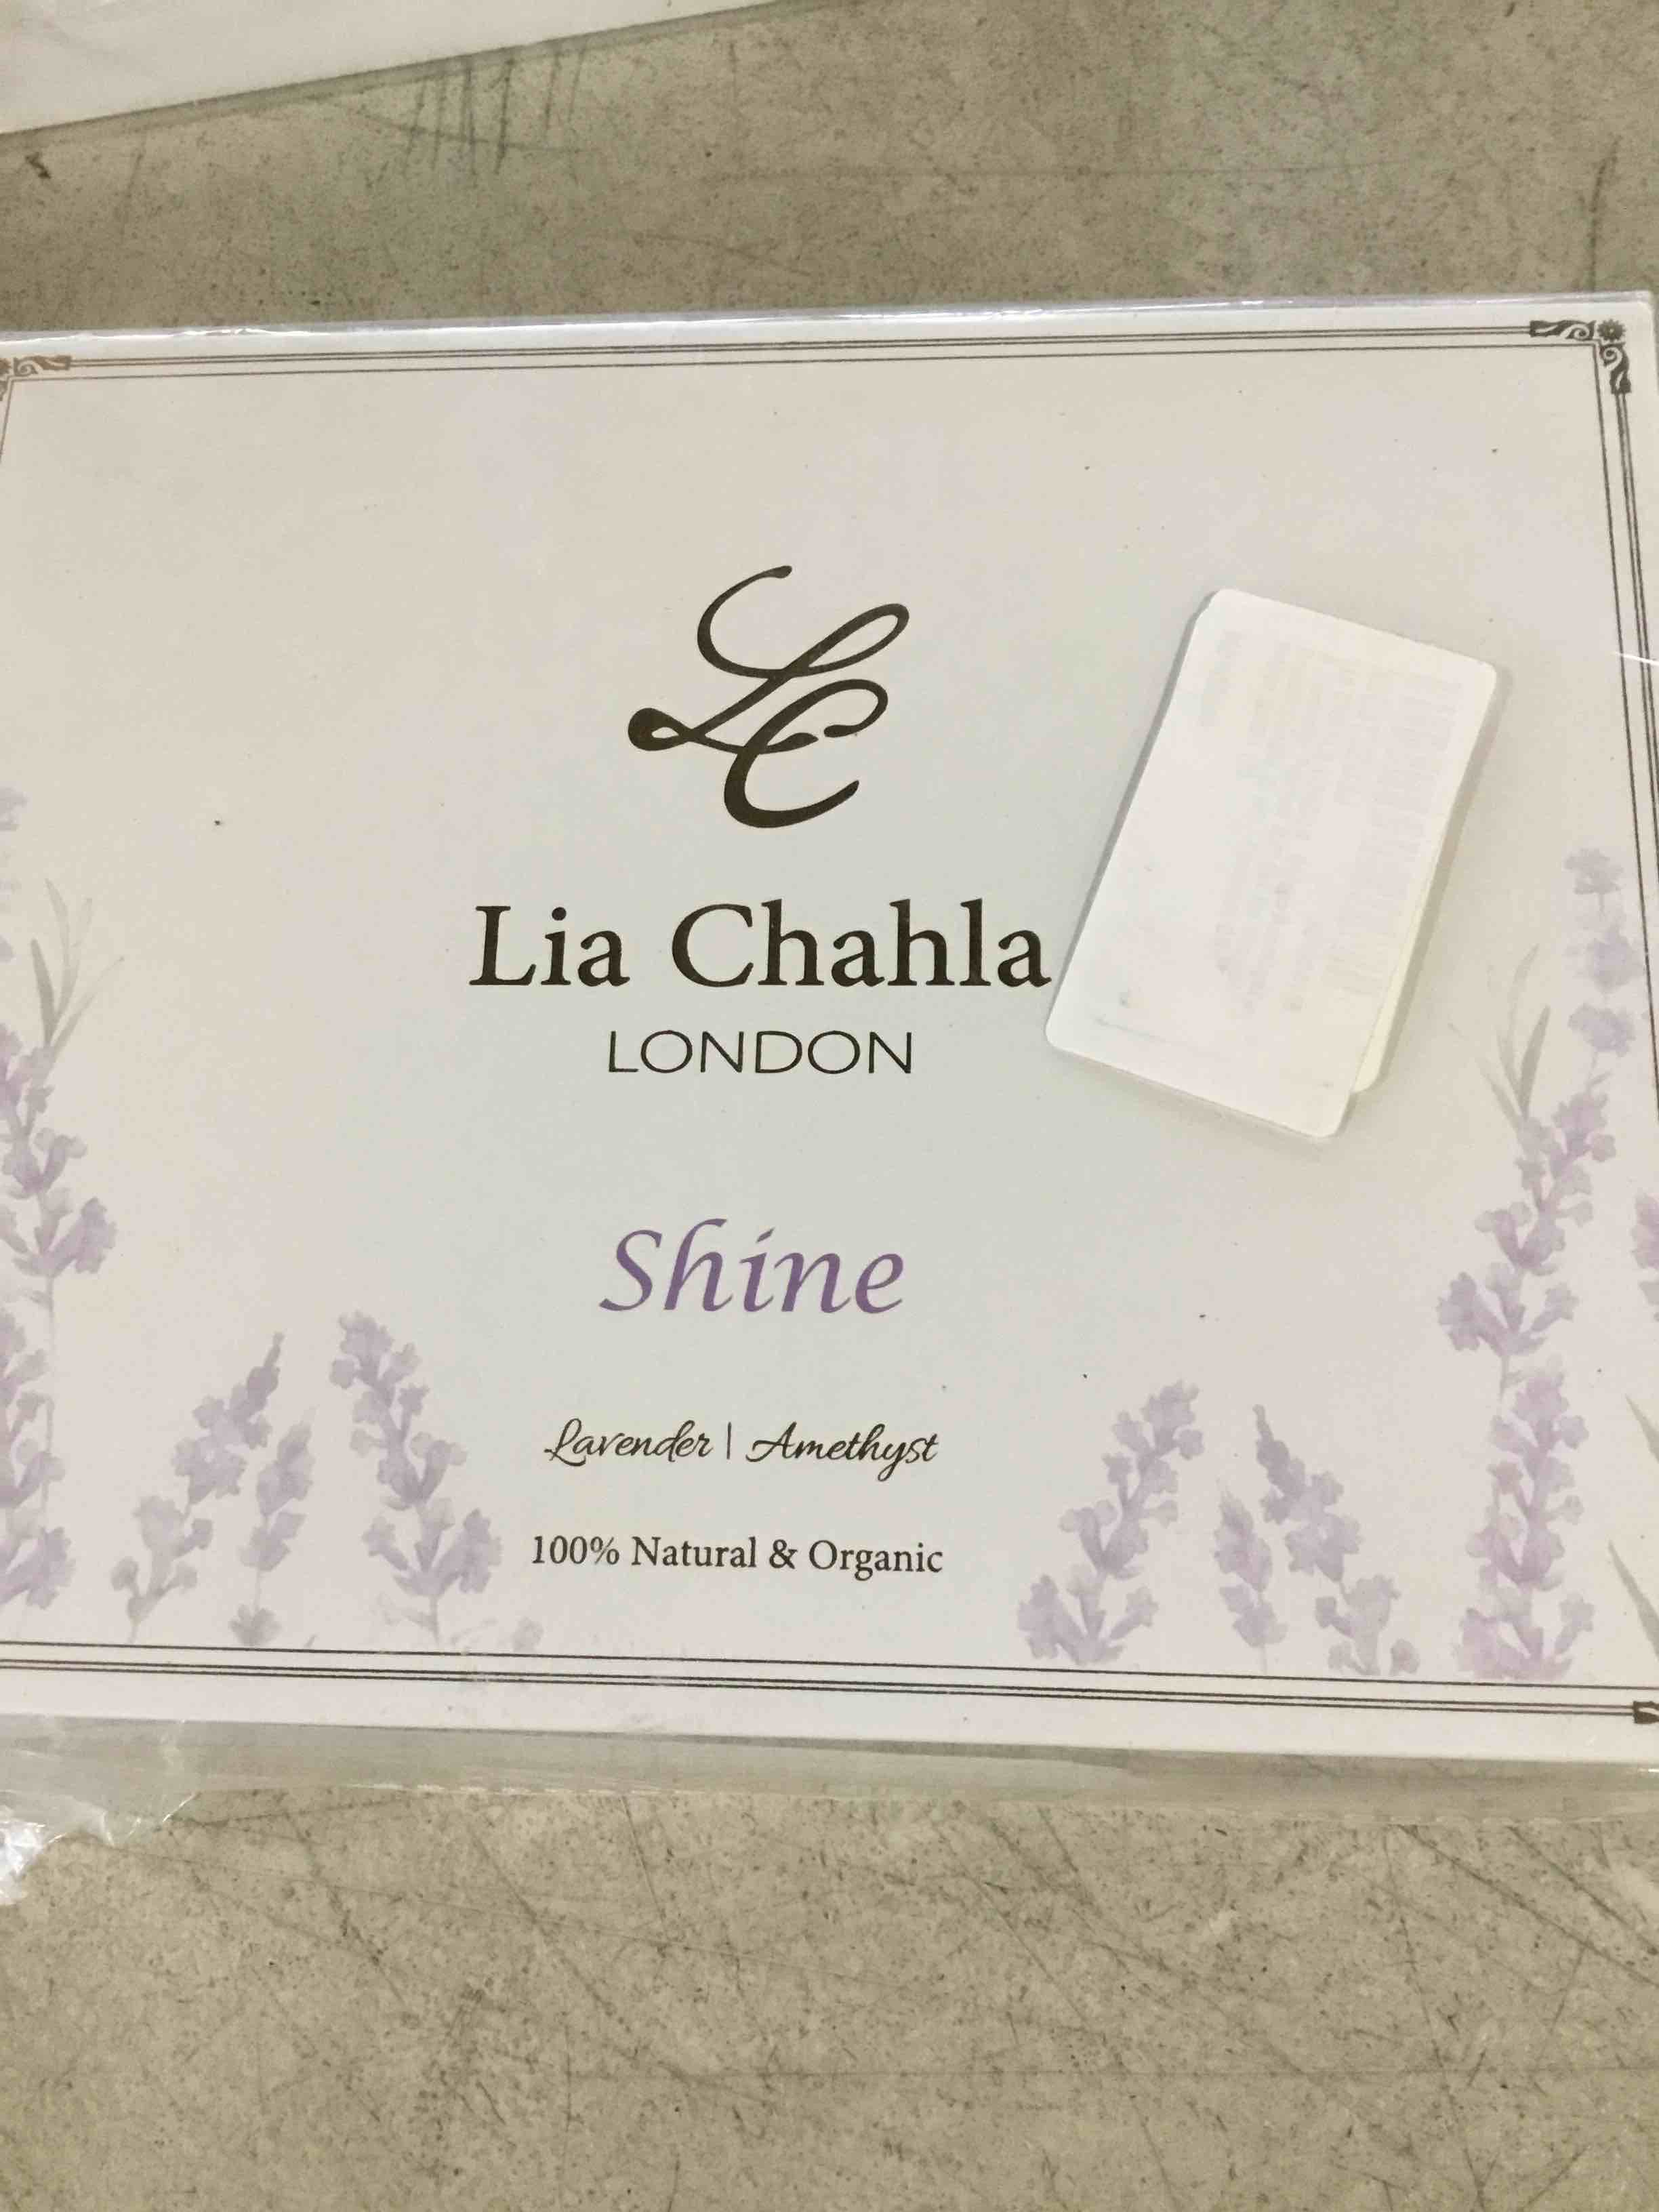 LC
Lia Chahla
LONDON
Shine
Lavender | Amethyst
100% Natural & Organic